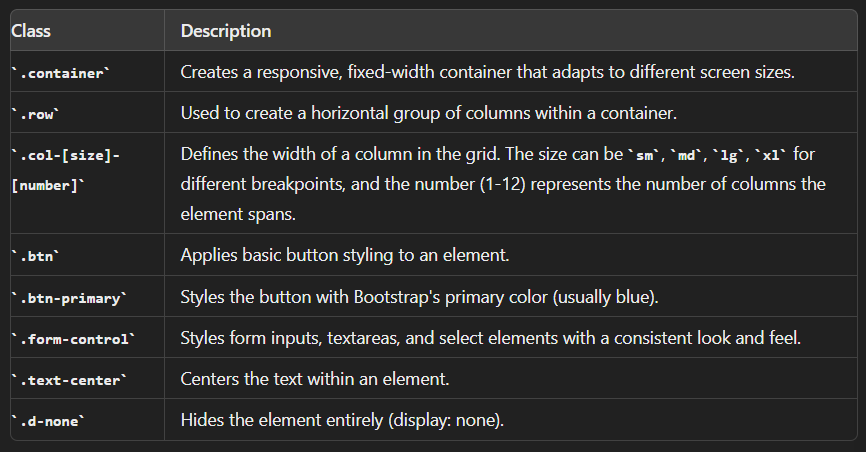 Class Description
`.container` Creates a responsive, fixed-width container that adapts to different screen sizes.
`.row` Used to create a horizontal group of columns within a container.
`.col-[size]- Defines the width of a column in the grid. The size can be `sm`, `md`, `lg`, `xl` for
[number]` different breakpoints, and the number (1-12) represents the number of columns the
element spans.
`.btn` Applies basic button styling to an element.
`.btn-primary` Styles the button with Bootstrap's primary color (usually blue).
`.form-control` Styles form inputs, textareas, and select elements with a consistent look and feel.
`.text-center` Centers the text within an element.
`.d-none` Hides the element entirely (display: none).